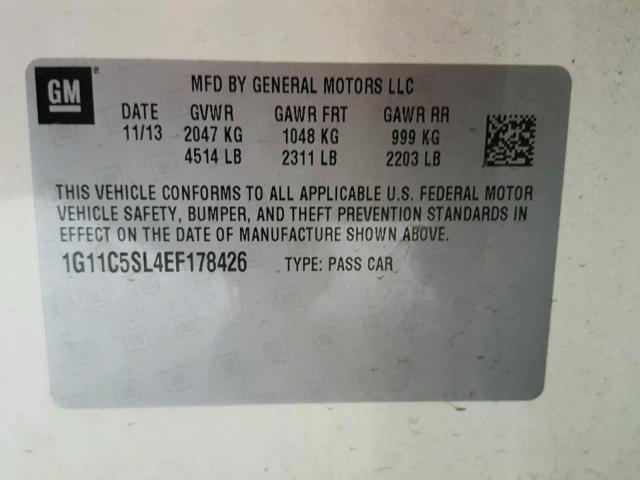 GM®
MFD BY GENERAL MOTORS LLC
DATE GVWR GAWR FRT GAWR RR
11/13 2047 KG 1048 KG 999 KG
4514 LB 2311 LB 2203 LB
THIS VEHICLE CONFORMS TO ALL APPLICABLE U.S. FEDERAL MOTOR
VEHICLE SAFETY, BUMPER, AND THEFT PREVENTION STANDARDS IN
EFFECT ON THE DATE OF MANUFACTURE SHOWN ABOVE.
1G11C5SL4EF178426 TYPE: PASS CAR